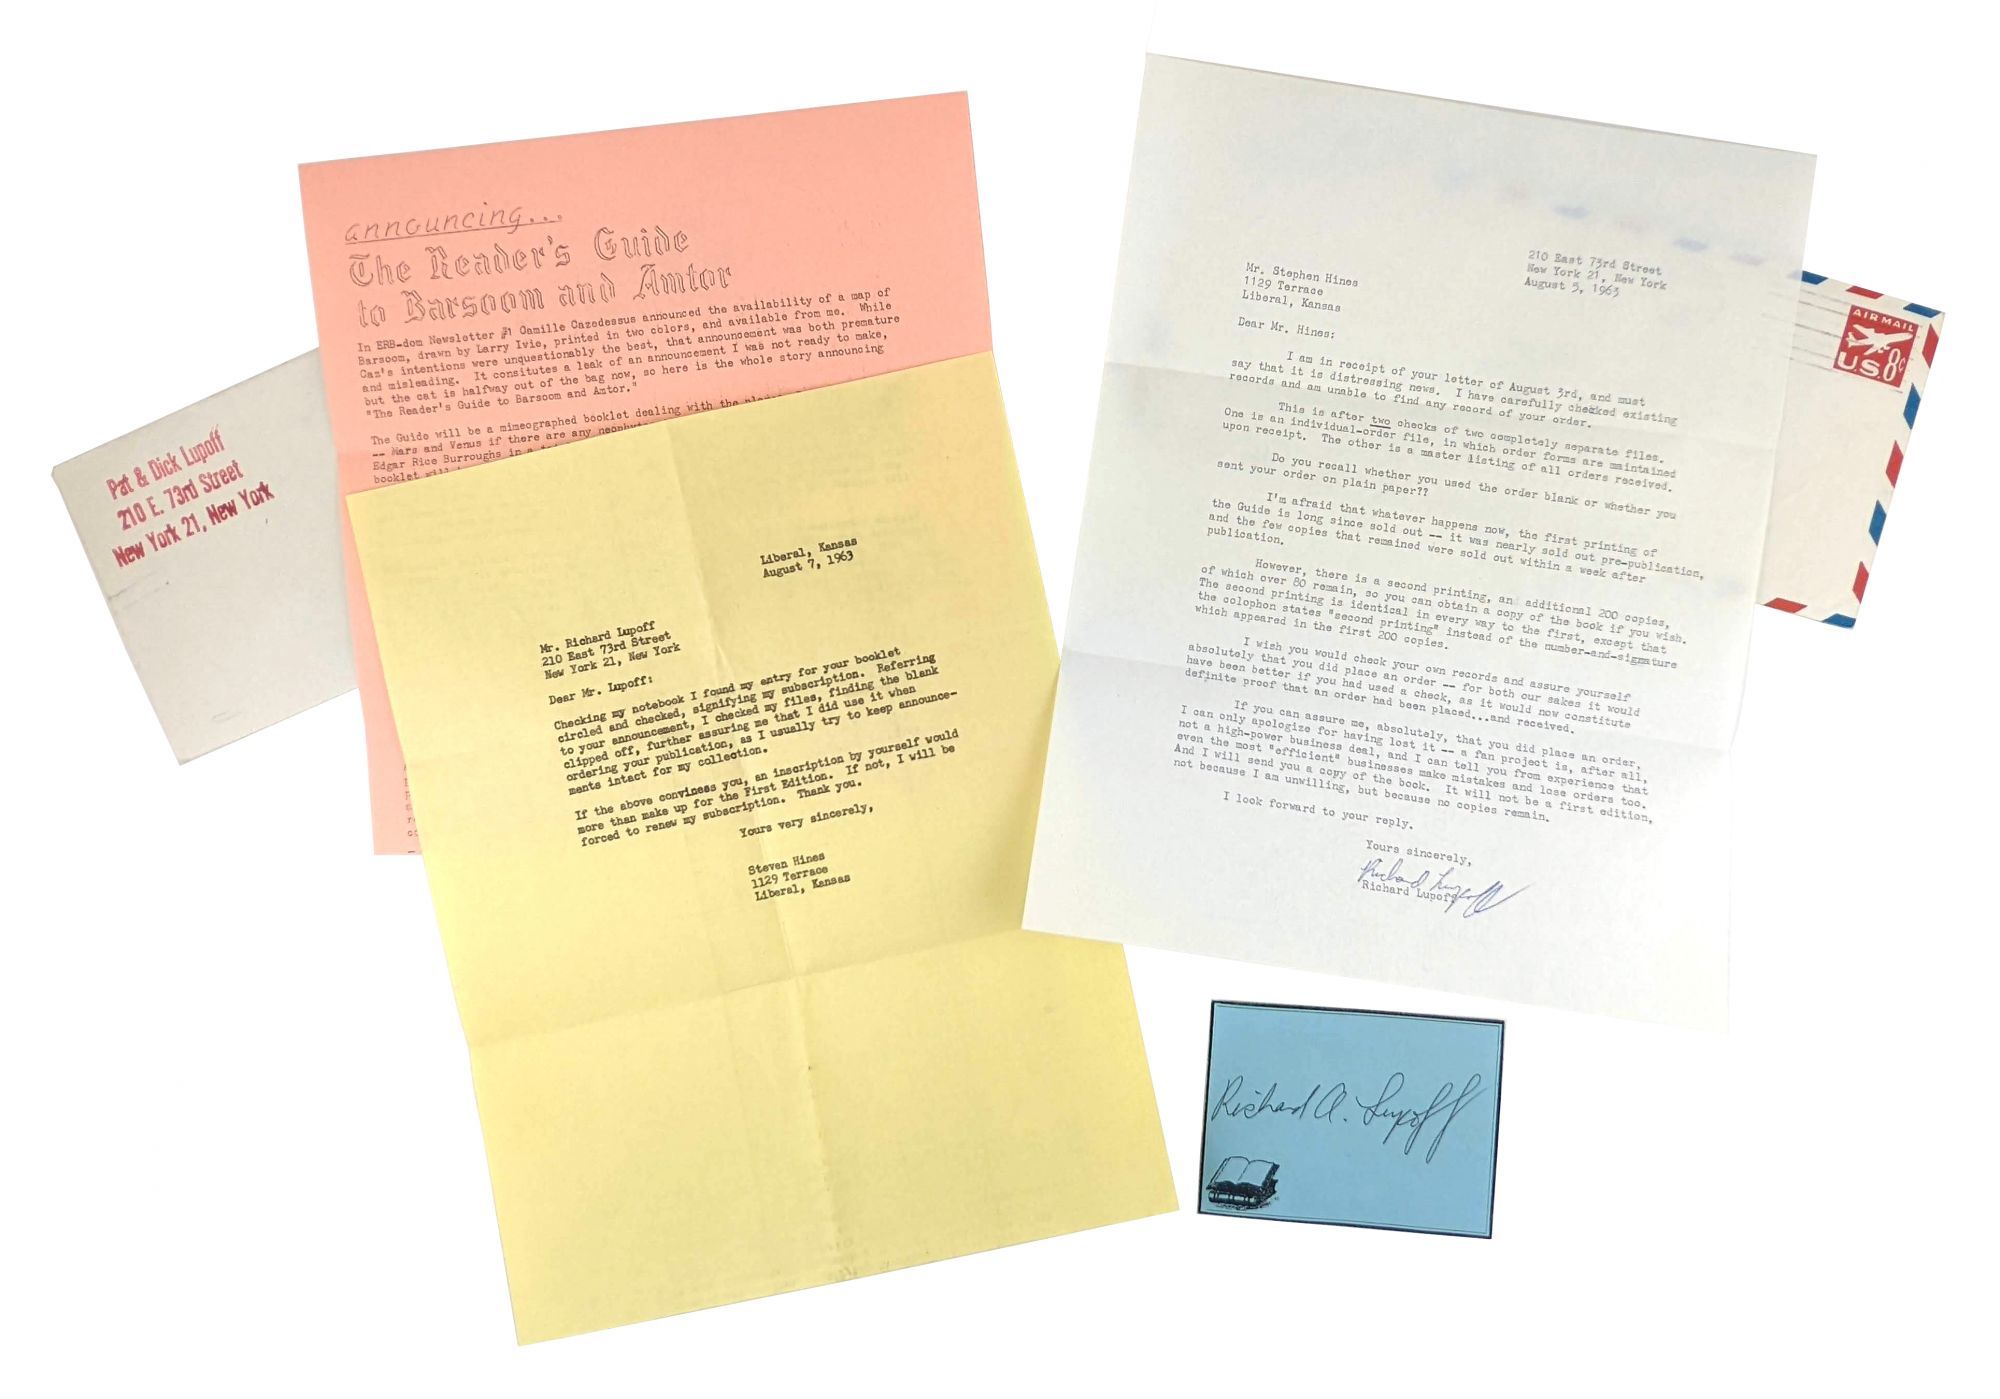 Pat & Dick Lupoff
210 E. 73rd Street
New York 21, New York
announcing...
The Reader's Guide
to Barsoom and Amtor
In ERB-dom Newsletter #1 Camille Cazedessus announced the availability of a map of
Barsoom, drawn by Larry Ivie, printed in two colors, and available from me. While
Caz's intentions were unquestionably the best, that announcement was both premature
and misleading. It consitutes a leak of an announcement I was not ready to make,
but the cat is halfway out of the bag now, so here is the whole story announcing
"The Reader's Guide to Barsoom and Amtor."
The Guide will be a mimeographed booklet dealing with the
-- Mars and Venus if there are any
Edgar Rice Burroughs in a
booklet will
Liberal, Kansas
August 7, 1963
Mr. Richard Lupoff
210 East 73rd Street
New York 21, New York
Dear Mr. Lupoff:
Checking my notebook I found my entry for your booklet
circled and checked, signifying my subscription. Referring
to your announcement, I checked my files, finding the blank
clipped off, further assuring me that I did use it when
ordering your publication, as I usually try to keep announce-
ments intact for my collection.
If the above conviness you, an inscription by yourself would
more than make up for the First Edition. If not, I will be
forced to renew my subscription. Thank you.
Yours very sincerely,
Steven Hines
1129 Terrace
Liberal, Kansas
210 East 73rd Street
New York 21, New York
August 5, 1963
Mr. Stephen Hines
1129 Terrace
Liberal, Kansas
Dear Mr. Hines:
I am in receipt of your letter of August 3rd, and must
say that it is distressing news. I have carefully checked existing
records and am unable to find any record of your order.
This is after two checks of two completely separate files.
One is an individual-order file, in which order forms are maintained
upon receipt. The other is a master listing of all orders received.
Do you recall whether you used the order blank or whether you
sent your order on plain paper??
I'm afraid that whatever happens now, the first printing of
the Guide is long since sold out -- it was nearly sold out pre-publication,
and the few copies that remained were sold out within a week after
publication.
However, there is a second printing, an additional 200 copies,
of which over 80 remain, so you can obtain a copy of the book if you wish.
The second printing is identical in every way to the first, except that
the colophon states "second printing" instead of the number-and-signature
which appeared in the first 200 copies.
I wish you would check your own records and assure yourself
absolutely that you did place an order -- for both our sakes it would
have been better if you had used a check, as it would now constitute
definite proof that an order had been placed...and received.
If you can assure me, absolutely, that you did place an order,
I can only apologize for having lost it -- a fan project is, after all,
not a high-power business deal, and I can tell you from experience that
even the most "efficient" businesses make mistakes and lose orders too.
And I will send you a copy of the book. It will not be a first edition,
not because I am unwilling, but because no copies remain.
I look forward to your reply.
Yours sincerely,
Richard Lupoff
Richard Lupoff
AIR MAIL
U.S. 8c
Richard A. Lupoff